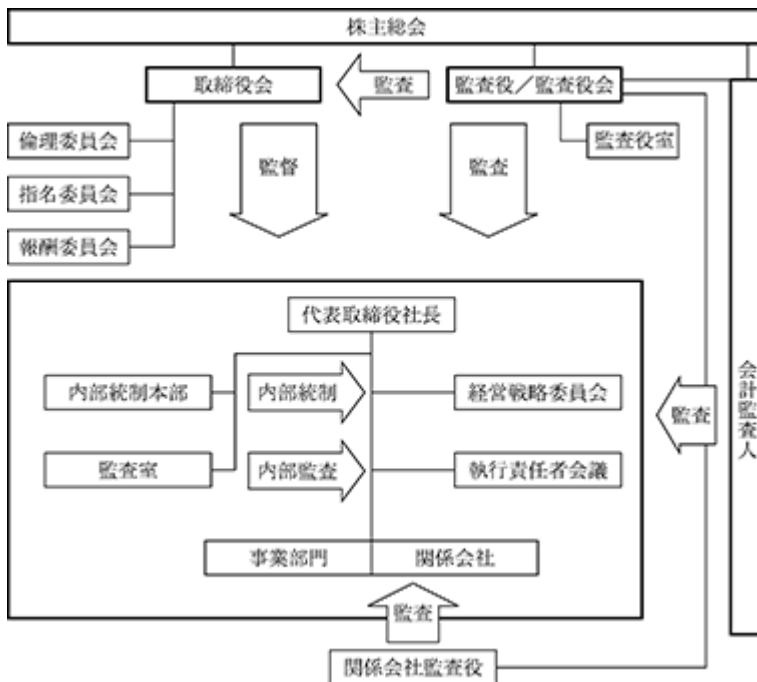 株主総会
取締役会
監査
監査役／監査役会
倫理委員会
監督
監査
監査役室
指名委員会
報酬委員会
代表取締役社長
内部統制本部
内部統制
経営戦略委員会
監査
会計監査人
監査室
内部監査
執行責任者会議
事業部門
関係会社
監査
関係会社監査役